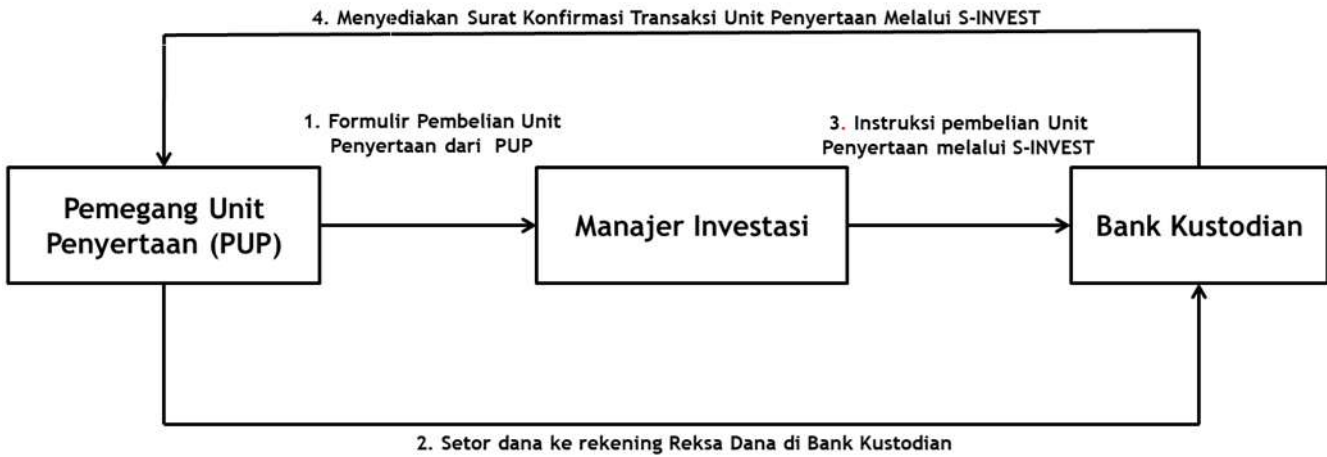 4. Menyediakan Surat Konfirmasi Transaksi Unit Penyertaan Melalui S-INVEST
1. Formulir Pembelian Unit
Penyertaan dari PUP
3. Instruksi pembelian Unit
Penyertaan melalui S-INVEST
Pemegang Unit
Penyertaan (PUP)
Manajer Investasi
Bank Kustodian
2. Setor dana ke rekening Reksa Dana di Bank Kustodian